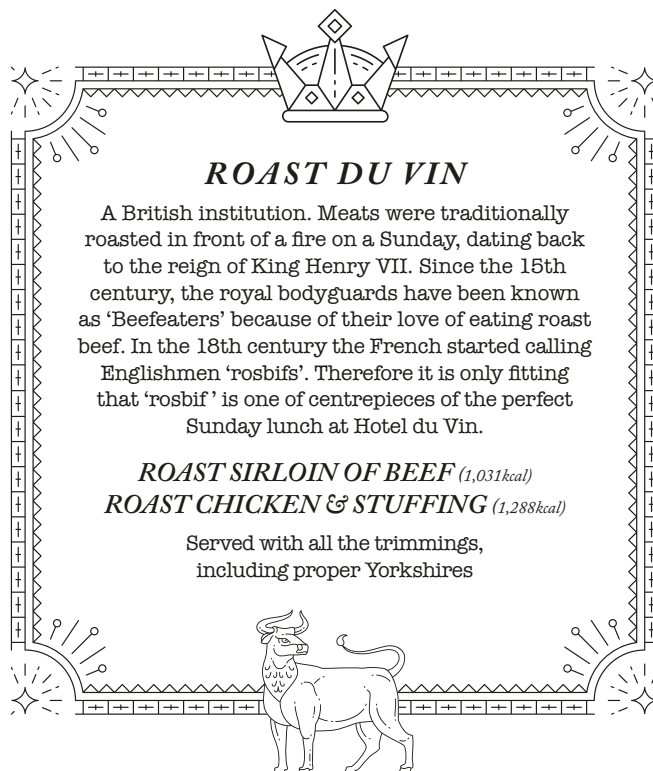 ROAST DU VIN
A British institution. Meats were traditionally
roasted in front of a fire on a Sunday, dating back
to the reign of King Henry VII. Since the 15th
century, the royal bodyguards have been known
as ‘Beefeaters’ because of their love of eating roast
beef. In the 18th century the French started calling
Englishmen ‘rosbifs’. Therefore it is only fitting
that ‘rosbif ’ is one of centrepieces of the perfect
Sunday lunch at Hotel du Vin.
ROAST SIRLOIN OF BEEF (1,031kcal)
ROAST CHICKEN & STUFFING (1,288kcal)
Served with all the trimmings,
including proper Yorkshires